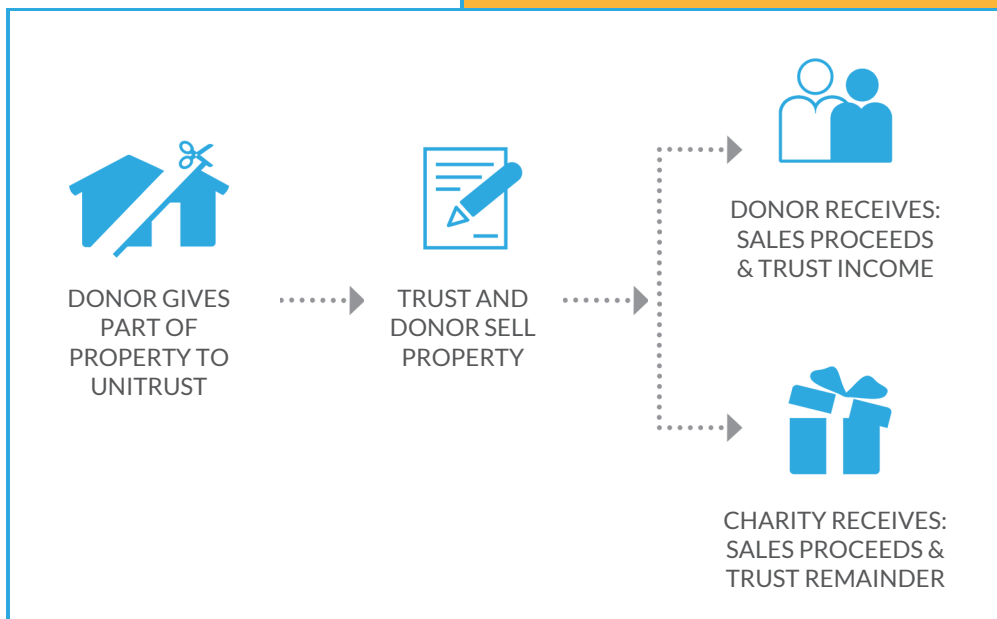 DONOR GIVES
PART OF
PROPERTY TO
UNITRUST
TRUST AND
DONOR SELL
PROPERTY
DONOR RECEIVES:
SALES PROCEEDS
& TRUST INCOME
CHARITY RECEIVES:
SALES PROCEEDS &
TRUST REMAINDER